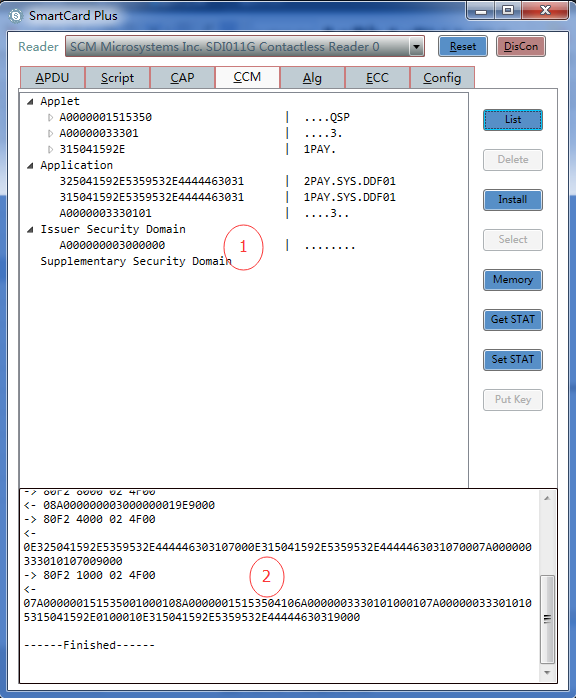 SmartCard Plus
Reader SCM Microsystems Inc. SDI011G Contactless Reader 0 Reset DisCon
APDU Script CAP CCM Alg ECC Config
Applet
A0000001515350 | ....QSP
A00000033301 | ....3.
315041592E | 1PAY.
Application
325041592E5359532E4444463031 | 2PAY.SYS.DDF01
315041592E5359532E4444463031 | 1PAY.SYS.DDF01
A0000003330101 | ....3..
Issuer Security Domain
A000000003000000 | ........
Supplementary Security Domain
1
List
Delete
Install
Select
Memory
Get STAT
Set STAT
Put Key
-> 80F2 8000 02 4F00
<- 08A000000003000000019E9000
-> 80F2 4000 02 4F00
<-
0E325041592E5359532E444446303107000E315041592E5359532E4444463031070007A000000
333010107009000
-> 80F2 1000 02 4F00
<-
07A000000151535001000108A00000015153504106A0000003330101000107A00000033301010
5315041592E0100010E315041592E5359532E44444630319000
2
------Finished------